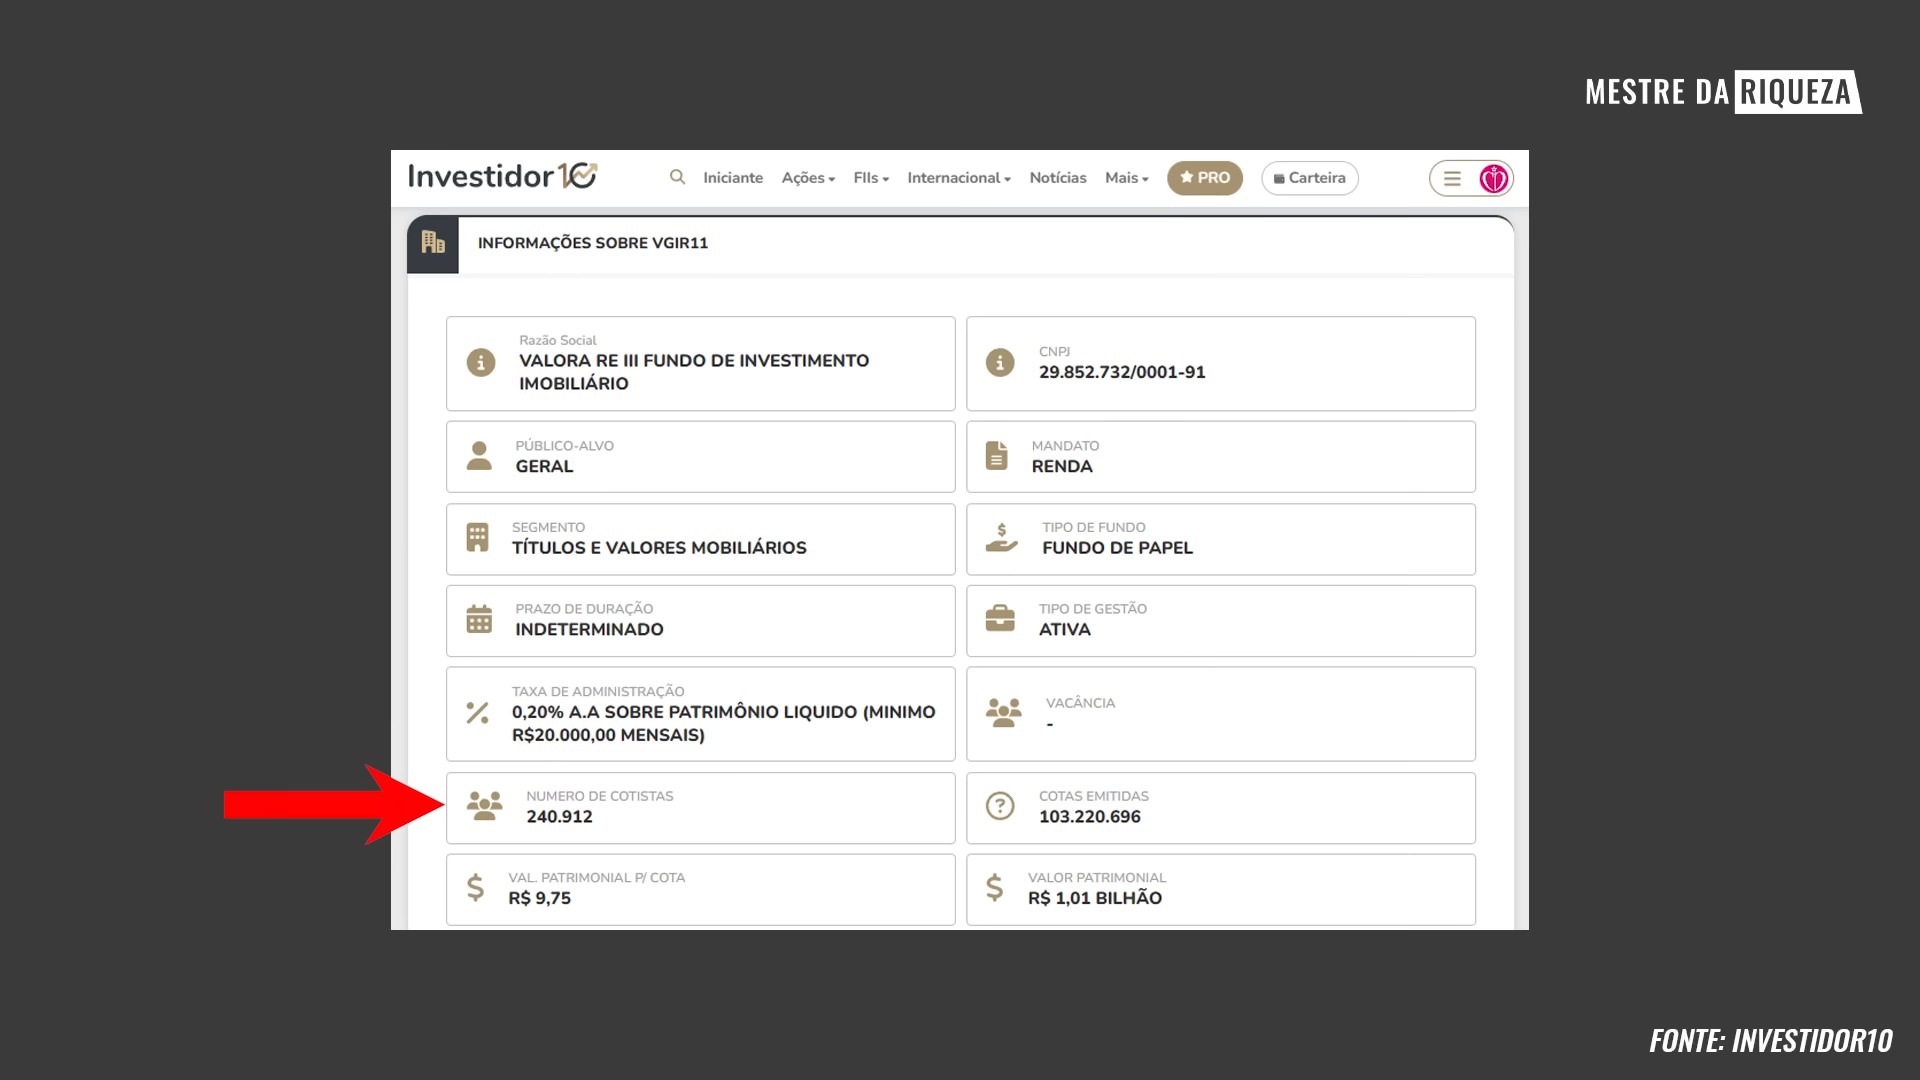 MESTRE DA RIQUEZA
Investidor10
Iniciante Ações FIIs Internacional Notícias Mais PRO Carteira
INFORMAÇÕES SOBRE VGIR11
Razão Social
VALORA RE III FUNDO DE INVESTIMENTO
IMOBILIÁRIO
CNPJ
29.852.732/0001-91
PÚBLICO-ALVO
GERAL
MANDATO
RENDA
SEGMENTO
TÍTULOS E VALORES MOBILIÁRIOS
TIPO DE FUNDO
FUNDO DE PAPEL
PRAZO DE DURAÇÃO
INDETERMINADO
TIPO DE GESTÃO
ATIVA
TAXA DE ADMINISTRAÇÃO
0,20% A.A SOBRE PATRIMÔNIO LIQUIDO (MINIMO
R$20.000,00 MENSAIS)
VACÂNCIA
-
NUMERO DE COTISTAS
240.912
COTAS EMITIDAS
103.220.696
VAL. PATRIMONIAL P/ COTA
R$ 9,75
VALOR PATRIMONIAL
R$ 1,01 BILHÃO
FONTE: INVESTIDOR10